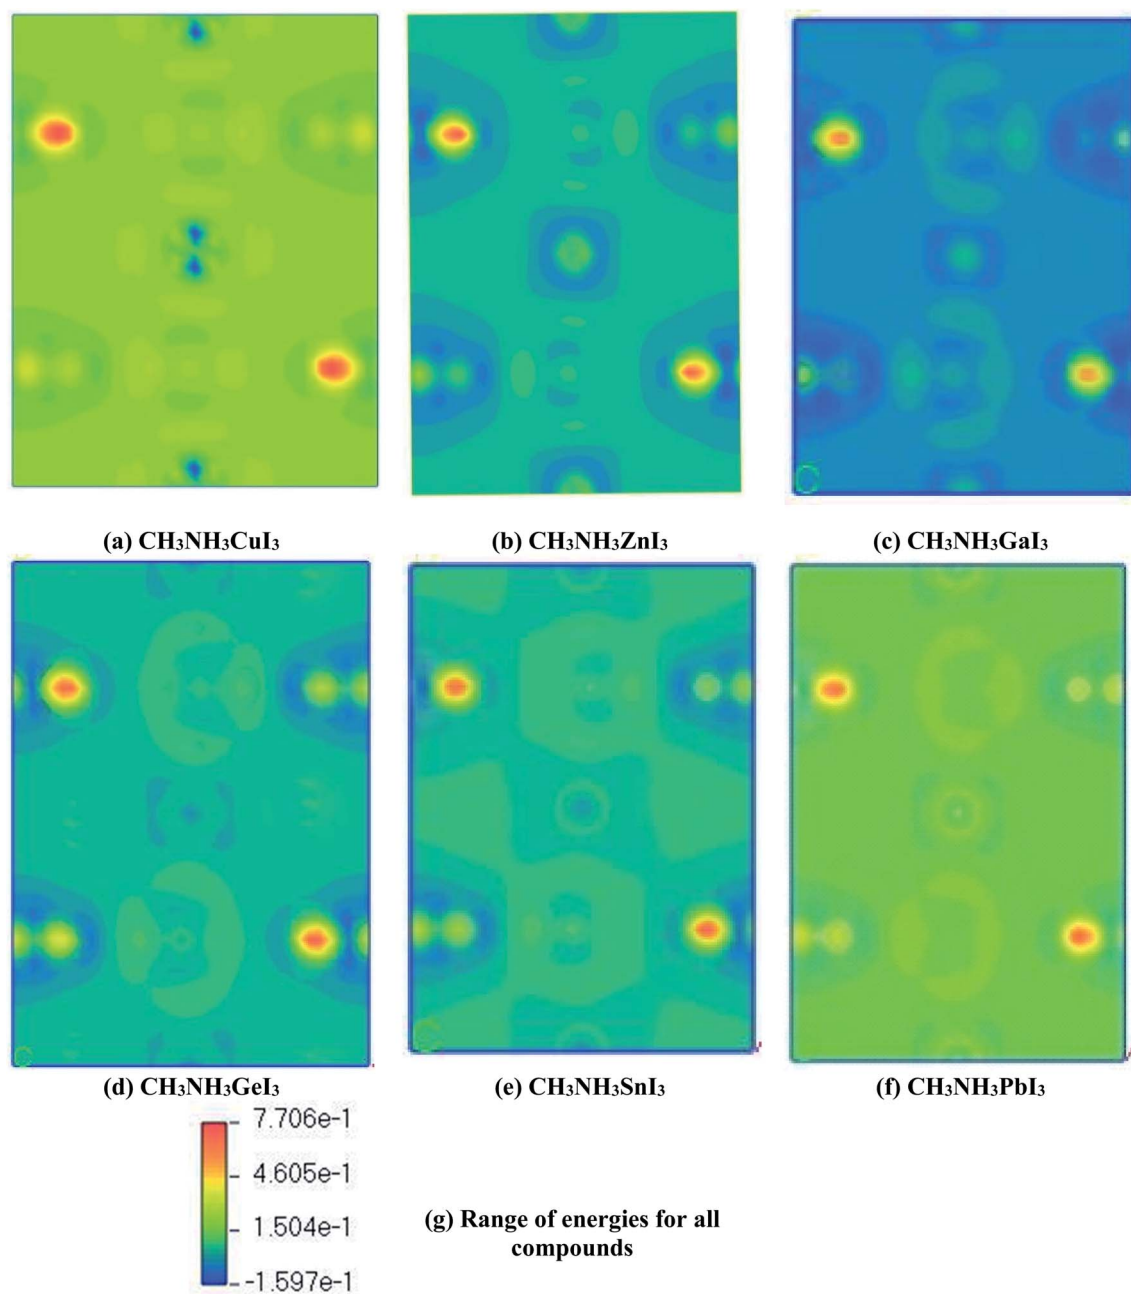 (a) CH₃NH₃CuI₃
(b) CH₃NH₃ZnI₃
(c) CH₃NH₃GaI₃
(d) CH₃NH₃GeI₃
(e) CH₃NH₃SnI₃
(f) CH₃NH₃PbI₃
7.706e-1
4.605e-1
1.504e-1
-1.597e-1
(g) Range of energies for all
compounds